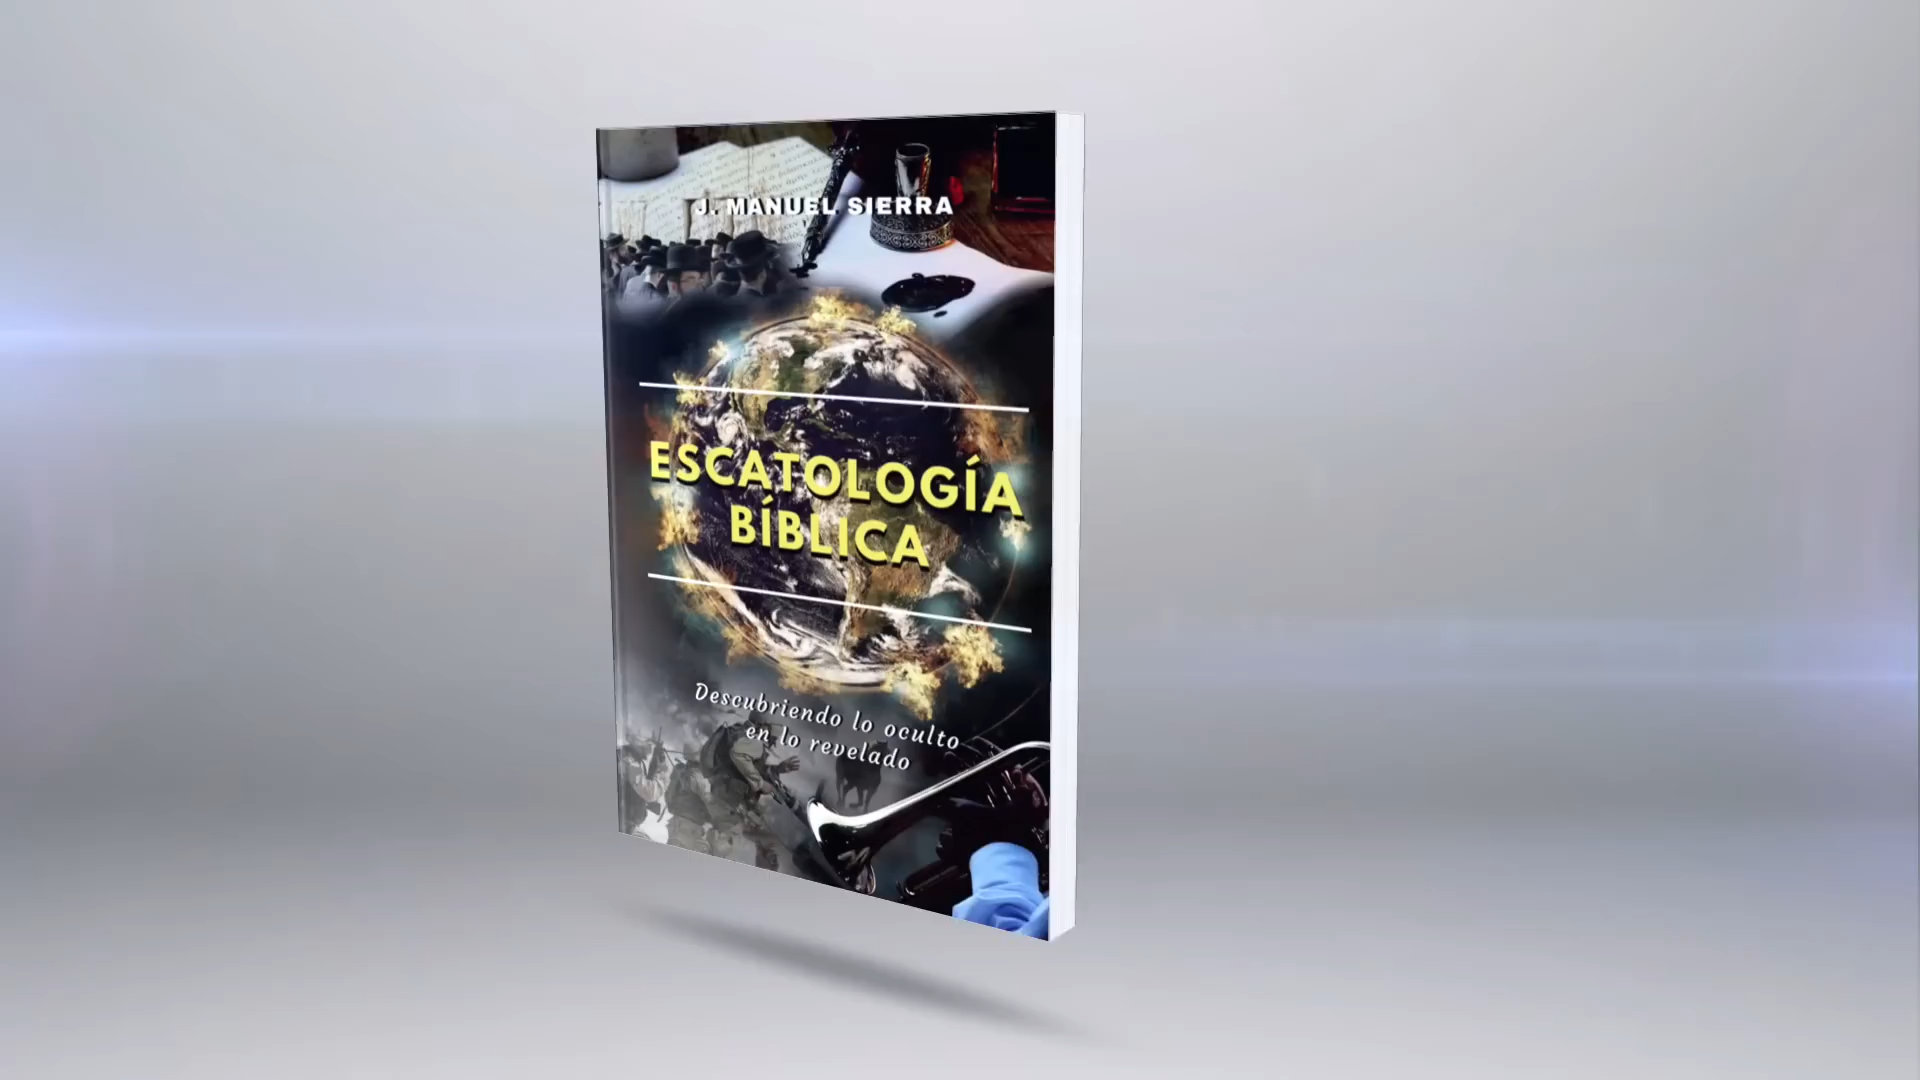 J. MANUEL SIERRA
ESCATOLOGÍA
BÍBLICA
Descubriendo lo oculto
en lo revelado